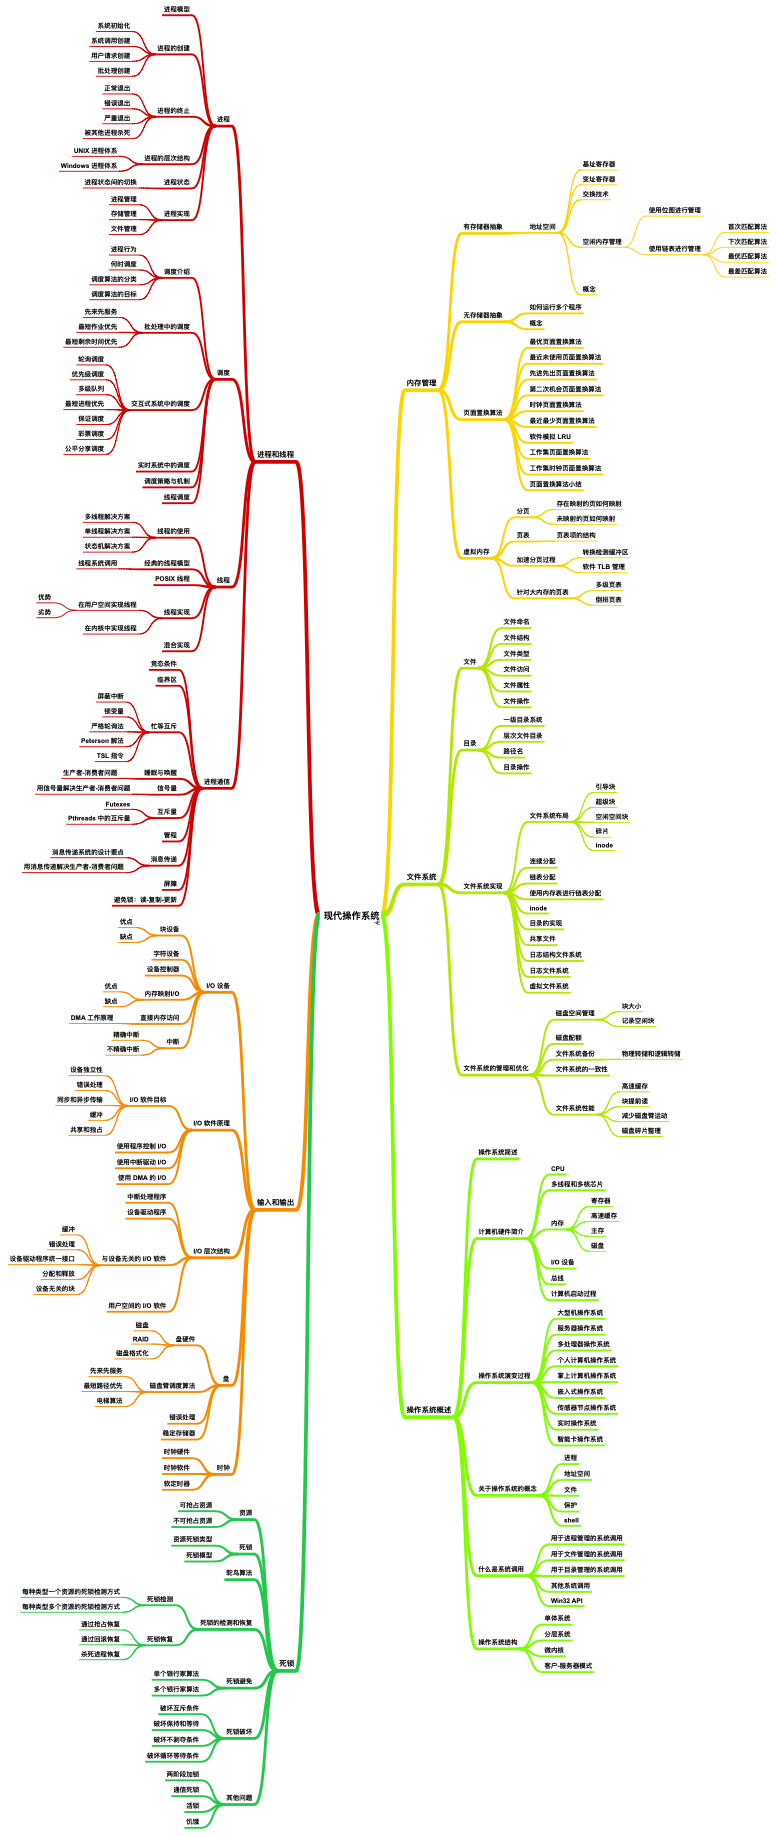 现代操作系统
进程和线程
进程
进程模型
进程的创建
系统初始化
系统调用创建
用户请求创建
批处理创建
进程的终止
正常退出
错误退出
严重退出
被其他进程杀死
进程的层次结构
UNIX 进程体系
Windows 进程体系
进程状态
进程状态间的切换
进程实现
进程管理
存储管理
文件管理
调度
调度介绍
进程行为
何时调度
调度算法的分类
调度算法的目标
批处理中的调度
先来先服务
最短作业优先
最短剩余时间优先
交互式系统中的调度
轮询调度
优先级调度
多级队列
最短进程优先
保证调度
彩票调度
公平分享调度
实时系统中的调度
调度策略与机制
线程调度
线程
线程的使用
多线程解决方案
单线程解决方案
状态机解决方案
经典的线程模型
线程系统调用
POSIX 线程
线程实现
在用户空间实现线程
优势
劣势
在内核中实现线程
混合实现
进程通信
竞态条件
临界区
忙等互斥
屏蔽中断
锁变量
严格轮询法
Peterson 解法
TSL 指令
睡眠与唤醒
生产者-消费者问题
信号量
用信号量解决生产者-消费者问题
互斥量
Futexes
Pthreads 中的互斥量
管程
消息传递
消息传递系统的设计要点
用消息传递解决生产者-消费者问题
屏障
避免锁：读-复制-更新
输入和输出
I/O 设备
块设备
优点
缺点
字符设备
设备控制器
内存映射I/O
优点
缺点
直接内存访问
DMA 工作原理
中断
精确中断
不精确中断
I/O 软件原理
I/O 软件目标
设备独立性
错误处理
同步和异步传输
缓冲
共享和独占
使用程序控制 I/O
使用中断驱动 I/O
使用 DMA 的 I/O
I/O 层次结构
中断处理程序
设备驱动程序
与设备无关的 I/O 软件
缓冲
错误处理
设备驱动程序统一接口
分配和释放
设备无关的块
用户空间的 I/O 软件
盘
盘硬件
磁盘
RAID
磁盘格式化
磁盘臂调度算法
先来先服务
最短路径优先
电梯算法
错误处理
稳定存储器
时钟
时钟硬件
时钟软件
软定时器
死锁
资源
可抢占资源
不可抢占资源
死锁
资源死锁类型
死锁模型
鸵鸟算法
死锁的检测和恢复
死锁检测
每种类型一个资源的死锁检测方式
每种类型多个资源的死锁检测方式
死锁恢复
通过抢占恢复
通过回滚恢复
杀死进程恢复
死锁避免
单个银行家算法
多个银行家算法
死锁破坏
破坏互斥条件
破坏保持和等待
破坏不剥夺条件
破坏循环等待条件
其他问题
两阶段加锁
通信死锁
活锁
饥饿
内存管理
有存储器抽象
地址空间
基址寄存器
变址寄存器
交换技术
空闲内存管理
使用位图进行管理
使用链表进行管理
首次匹配算法
下次匹配算法
最优匹配算法
最差匹配算法
概念
无存储器抽象
如何运行多个程序
概念
页面置换算法
最优页面置换算法
最近未使用页面置换算法
先进先出页面置换算法
第二次机会页面置换算法
时钟页面置换算法
最近最少页面置换算法
软件模拟 LRU
工作集页面置换算法
工作集时钟页面置换算法
页面置换算法小结
虚拟内存
分页
存在映射的页如何映射
未映射的页如何映射
页表
页表项的结构
加速分页过程
转换检测缓冲区
软件 TLB 管理
针对大内存的页表
多级页表
倒排页表
文件系统
文件
文件命名
文件结构
文件类型
文件访问
文件属性
文件操作
目录
一级目录系统
层次文件目录
路径名
目录操作
文件系统实现
文件系统布局
引导块
超级块
空闲空间块
碎片
inode
连续分配
链表分配
使用内存表进行链表分配
inode
目录的实现
共享文件
日志结构文件系统
日志文件系统
虚拟文件系统
文件系统的管理和优化
磁盘空间管理
块大小
记录空闲块
磁盘配额
文件系统备份
物理转储和逻辑转储
文件系统的一致性
文件系统性能
高速缓存
块提前读
减少磁盘臂运动
磁盘碎片整理
操作系统概述
操作系统简述
计算机硬件简介
CPU
多线程和多核芯片
内存
寄存器
高速缓存
主存
磁盘
I/O 设备
总线
计算机启动过程
操作系统演变过程
大型机操作系统
服务器操作系统
多处理器操作系统
个人计算机操作系统
掌上计算机操作系统
嵌入式操作系统
传感器节点操作系统
实时操作系统
智能卡操作系统
关于操作系统的概念
进程
地址空间
文件
保护
shell
什么是系统调用
用于进程管理的系统调用
用于文件管理的系统调用
用于目录管理的系统调用
其他系统调用
Win32 API
操作系统结构
单体系统
分层系统
微内核
客户-服务器模式